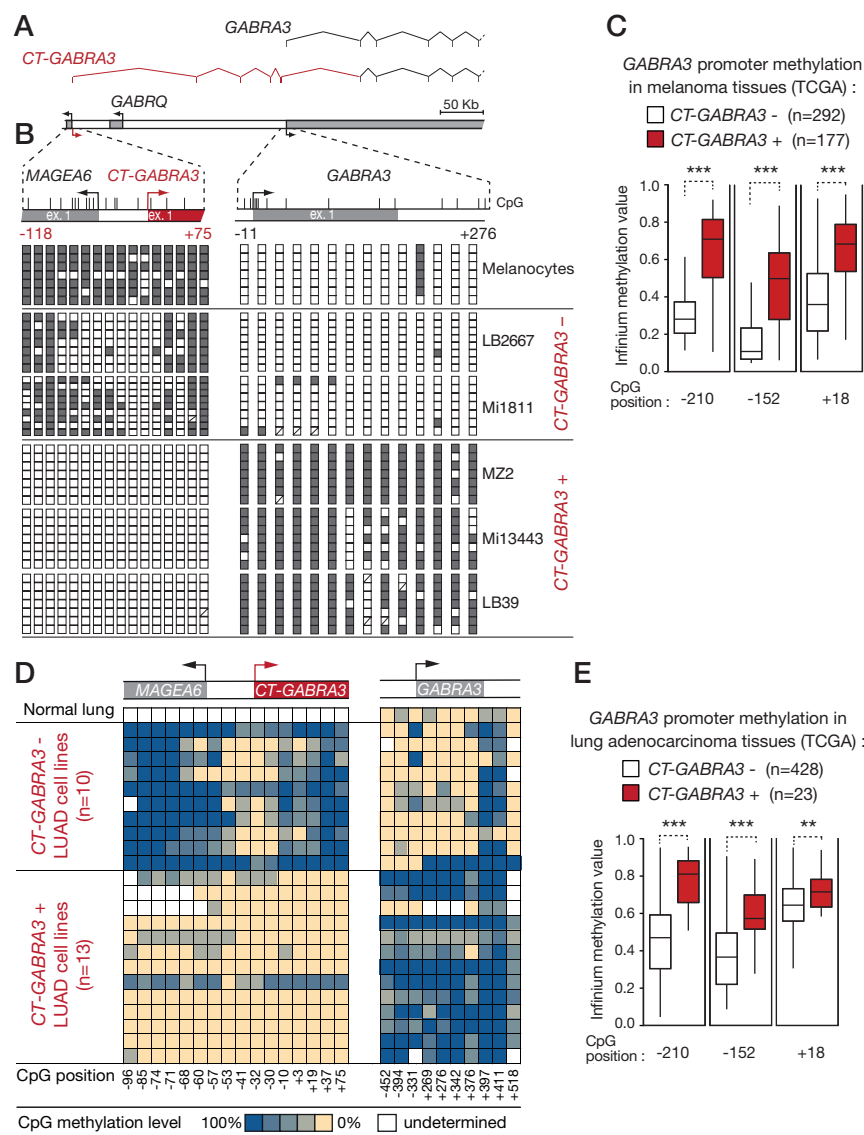 A
GABRA3
CT-GABRA3
GABRQ
50 Kb
B
MAGEA6 CT-GABRA3
GABRA3
CpG
ex. 1 ex. 1
-118 +75
-11 +276
Melanocytes
LB2667
Mi1811
CT-GABRA3 –
MZ2
Mi13443
LB39
CT-GABRA3 +
C
GABRA3 promoter methylation
in melanoma tissues (TCGA) :
CT-GABRA3 - (n=292)
CT-GABRA3 + (n=177)
*** *** ***
Infinium methylation value
1.0
0.8
0.6
0.4
0.2
0.0
CpG
position : -210 -152 +18
D
MAGEA6 CT-GABRA3
GABRA3
Normal lung
CT-GABRA3 -
LUAD cell lines
(n=10)
CT-GABRA3 +
LUAD cell lines
(n=13)
CpG position
-96 -85 -74 -71 -68 -60 -57 -53 -41 -32 -30 -10 +3 +19 +37 +75
-452 -394 -331 +269 +276 +342 +376 +397 +411 +518
CpG methylation level 100% 0% undetermined
E
GABRA3 promoter methylation in
lung adenocarcinoma tissues (TCGA) :
CT-GABRA3 - (n=428)
CT-GABRA3 + (n=23)
*** *** **
Infinium methylation value
1.0
0.8
0.6
0.4
0.2
0.0
CpG
position : -210 -152 +18